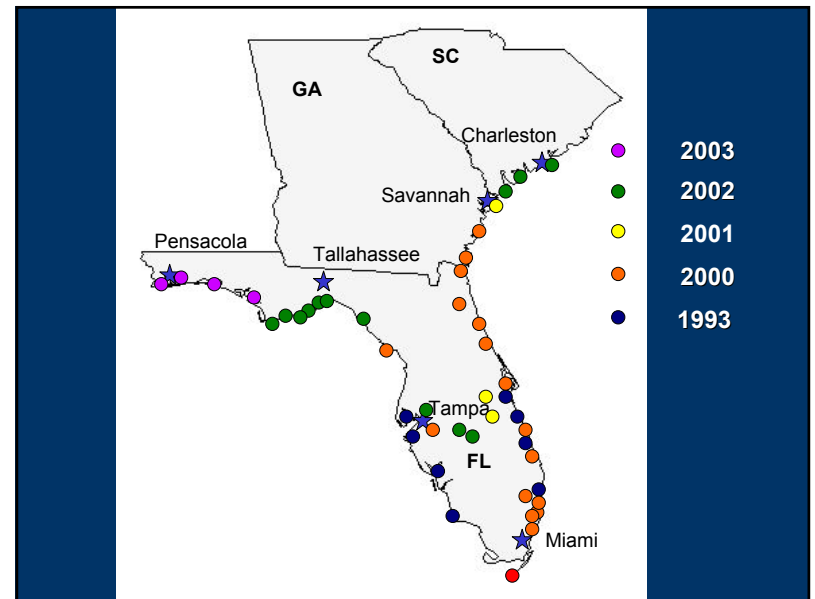 SC
GA
Charleston
2003
2002
Savannah
2001
Pensacola
Tallahassee
2000
1993
Tampa
FL
Miami